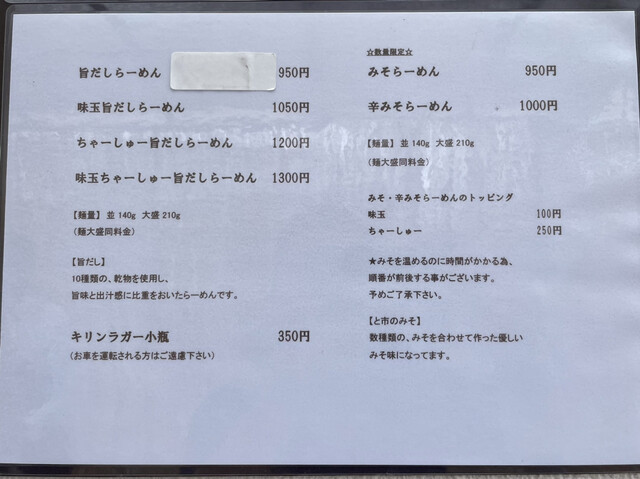 旨だしらーめん 950円
味玉旨だしらーめん 1050円
ちゃーしゅー旨だしらーめん 1200円
味玉ちゃーしゅー旨だしらーめん 1300円
【麺量】 並 140g 大盛 210g
（麺大盛同料金）
【旨だし】
10種類の、乾物を使用し、
旨味と出汁感に比重をおいたらーめんです。
キリンラガー小瓶 350円
(お車を運転される方はご遠慮下さい)
☆数量限定☆
みそらーめん 950円
辛みそらーめん 1000円
【麺量】 並 140g 大盛 210g
（麺大盛同料金）
みそ・辛みそらーめんのトッピング
味玉 100円
ちゃーしゅー 250円
★みそを温めるのに時間がかかる為、
順番が前後する事がございます。
予めご了承下さい。
【と市のみそ】
数種類の、みそを合わせて作った優しい
みそ味になってます。